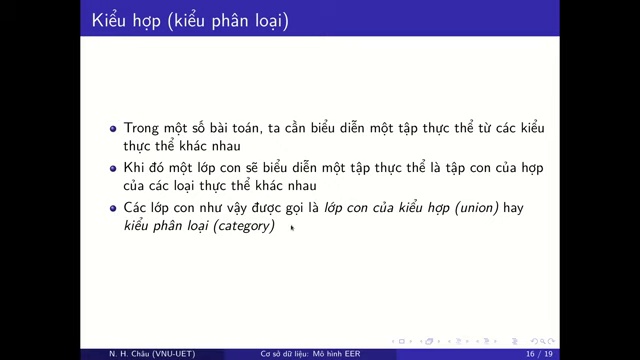 Kiểu hợp (kiểu phân loại)
Trong một số bài toán, ta cần biểu diễn một tập thực thể từ các kiểu
thực thể khác nhau
Khi đó một lớp con sẽ biểu diễn một tập thực thể là tập con của hợp
của các loại thực thể khác nhau
Các lớp con như vậy được gọi là lớp con của kiểu hợp (union) hay
kiểu phân loại (category)
N. H. Châu (VNU-UET) Cơ sở dữ liệu: Mô hình EER 16 / 19